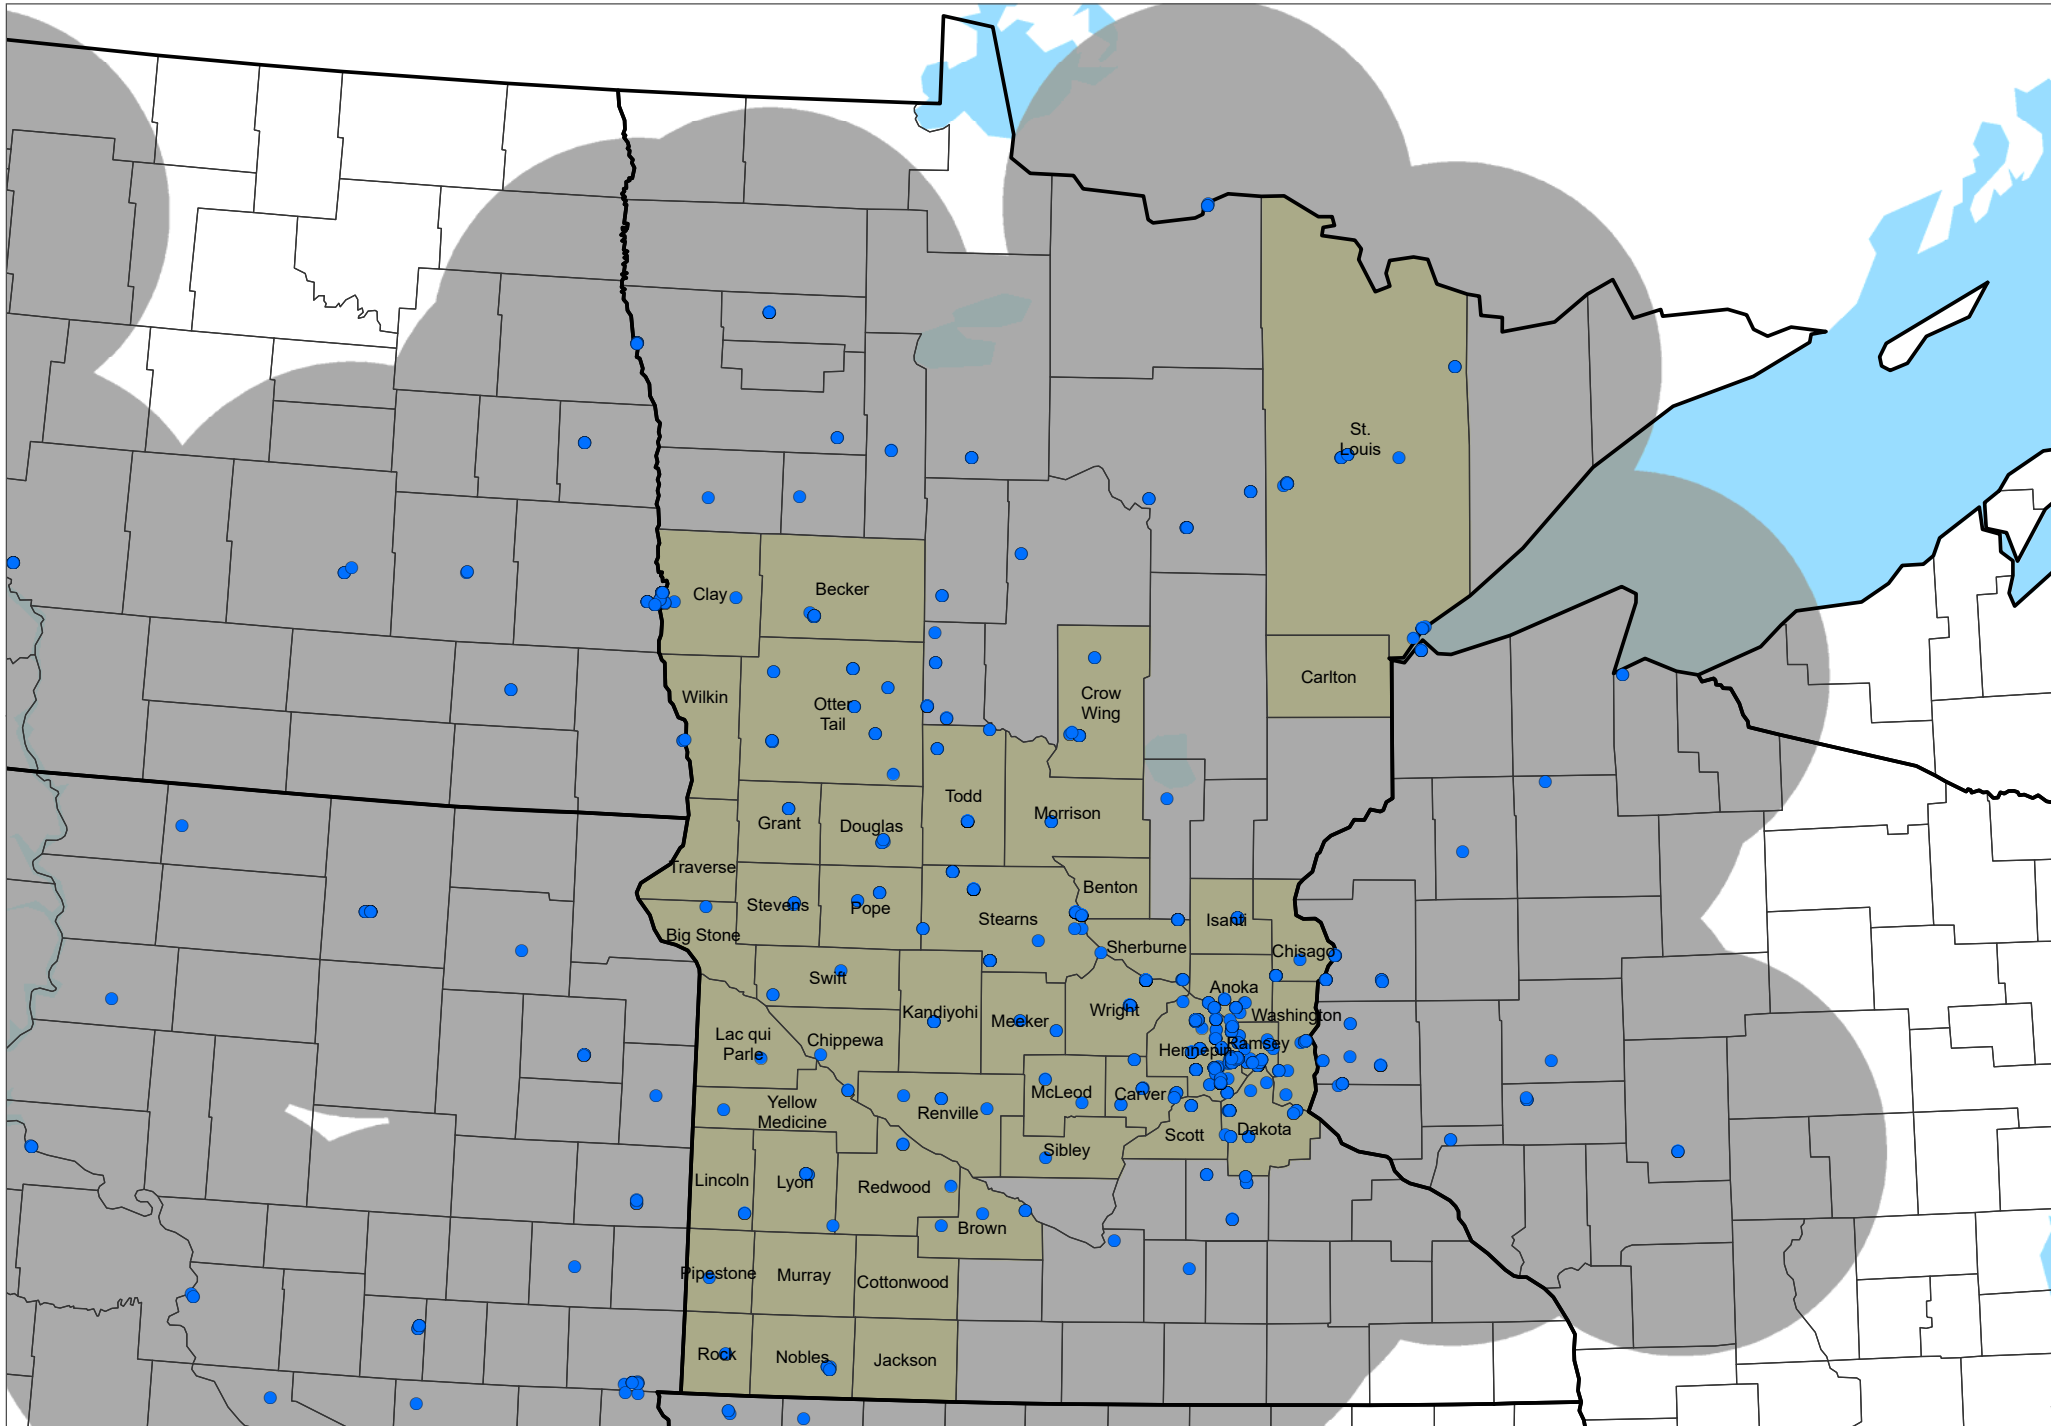 St.
Louis
Clay
Becker
Carlton
Wilkin
Otter
Tail
Crow
Wing
Todd
Morrison
Grant
Douglas
Traverse
Benton
Stevens
Pope
Stearns
Isanti
Big Stone
Sherburne
Chisago
Swift
Anoka
Kandiyohi
Meeker
Wright
Washington
Lac qui
Parle
Chippewa
Hennepin
Ramsey
McLeod
Carver
Yellow
Medicine
Renville
Scott
Dakota
Sibley
Lincoln
Lyon
Redwood
Brown
Pipestone
Murray
Cottonwood
Rock
Nobles
Jackson